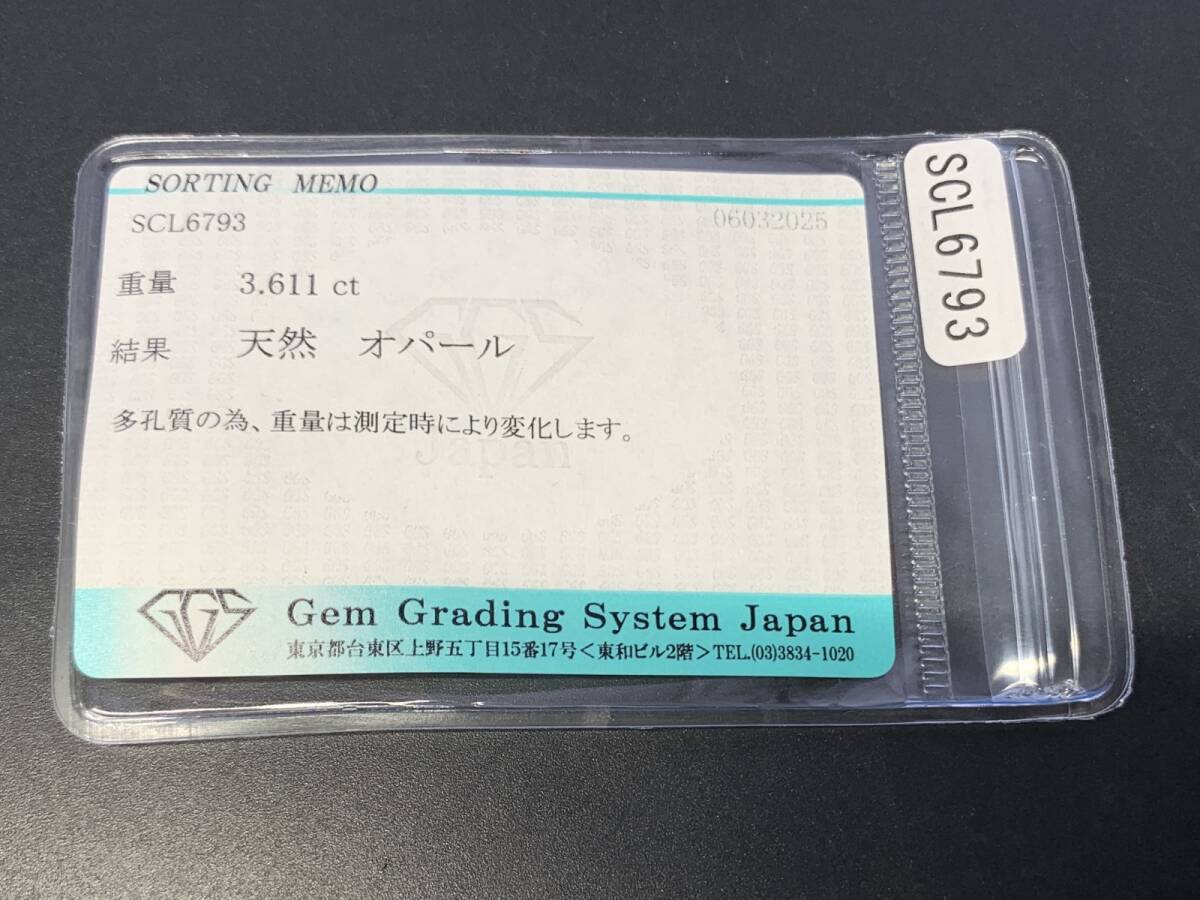 SORTING MEMO
SCL6793 06032025
重量 3.611 ct
結果 天然 オパール
多孔質の為、重量は測定時により変化します。
Japan
GGS Gem Grading System Japan
東京都台東区上野五丁目15番17号<東和ビル2階>TEL.(03)3834-1020
SCL6793